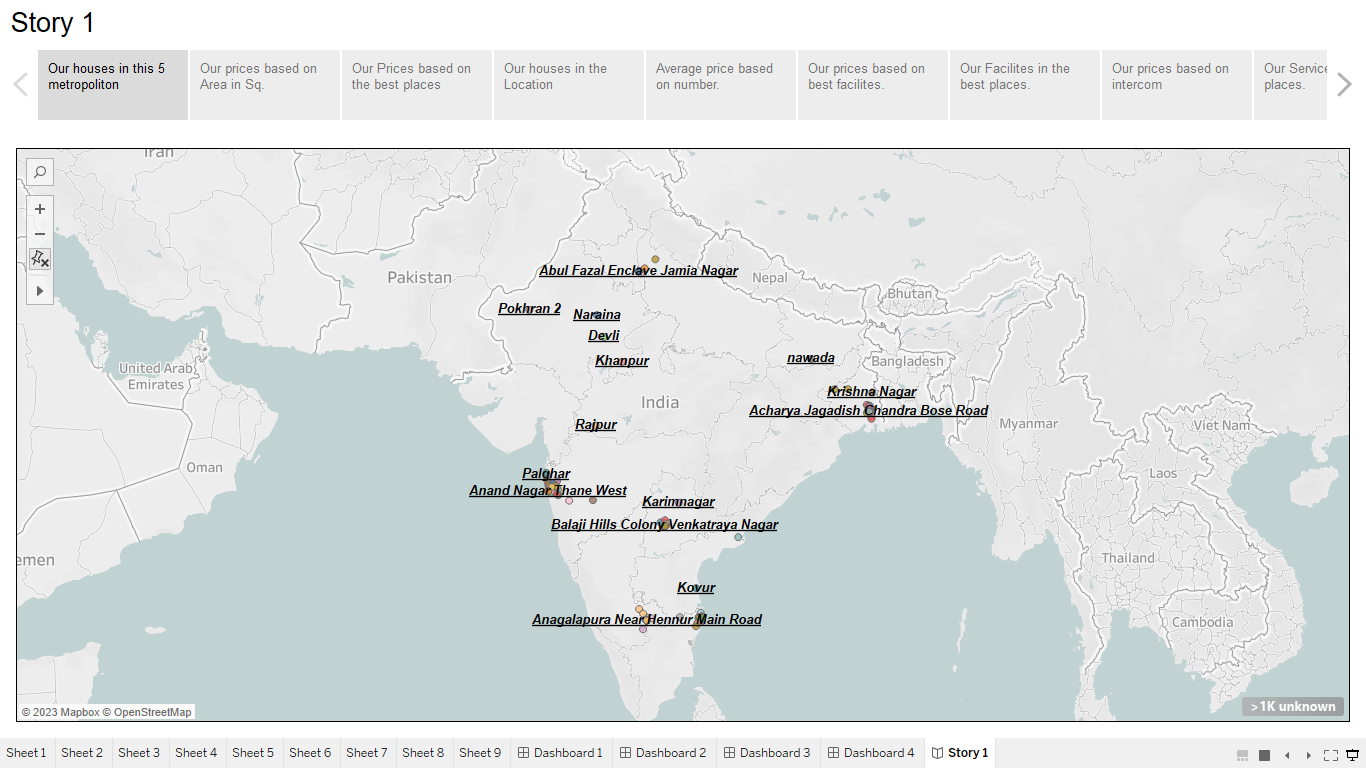 Story 1
Our houses in this 5
metropoliton
Our prices based on
Area in Sq.
Our Prices based on
the best places
Our houses in the
Location
Average price based
on number.
Our prices based on
best facilites.
Our Facilites in the
best places.
Our prices based on
intercom
Our Service
places.
Iran
Pakistan
Abul Fazal Enclave Jamia Nagar
Nepal
Bhutan
Pokhran 2
Naraina
Devli
Khanpur
nawada
Bangladesh
United Arab
Emirates
Krishna Nagar
India
Acharya Jagadish Chandra Bose Road
Rajpur
Myanmar
Viet Nam
Oman
Laos
Palghar
Anand Nagar Thane West
Karimnagar
Balaji Hills Colony Venkatraya Nagar
emen
Thailand
Kovur
Anagalapura Near Hennur Main Road
Cambodia
© 2023 Mapbox © OpenStreetMap
>1K unknown
Sheet 1
Sheet 2
Sheet 3
Sheet 4
Sheet 5
Sheet 6
Sheet 7
Sheet 8
Sheet 9
Dashboard 1
Dashboard 2
Dashboard 3
Dashboard 4
Story 1